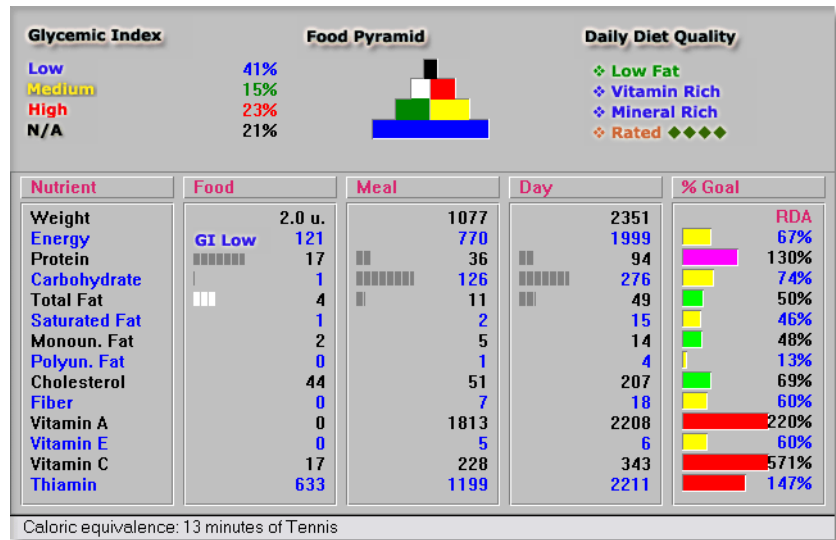 Glycemic Index Food Pyramid Daily Diet Quality
Low 41% Low Fat
Medium 15% Vitamin Rich
High 23% Mineral Rich
N/A 21% Rated
Nutrient Food Meal Day % Goal
Weight 2.0 u. 1077 2351 RDA
Energy GI Low 121 770 1999 67%
Protein 17 36 94 130%
Carbohydrate 1 126 276 74%
Total Fat 4 11 49 50%
Saturated Fat 1 2 15 46%
Monoun. Fat 2 5 14 48%
Polyun. Fat 0 1 4 13%
Cholesterol 44 51 207 69%
Fiber 0 7 18 60%
Vitamin A 0 1813 2208 220%
Vitamin E 0 5 6 60%
Vitamin C 17 228 343 571%
Thiamin 633 1199 2211 147%
Caloric equivalence: 13 minutes of Tennis